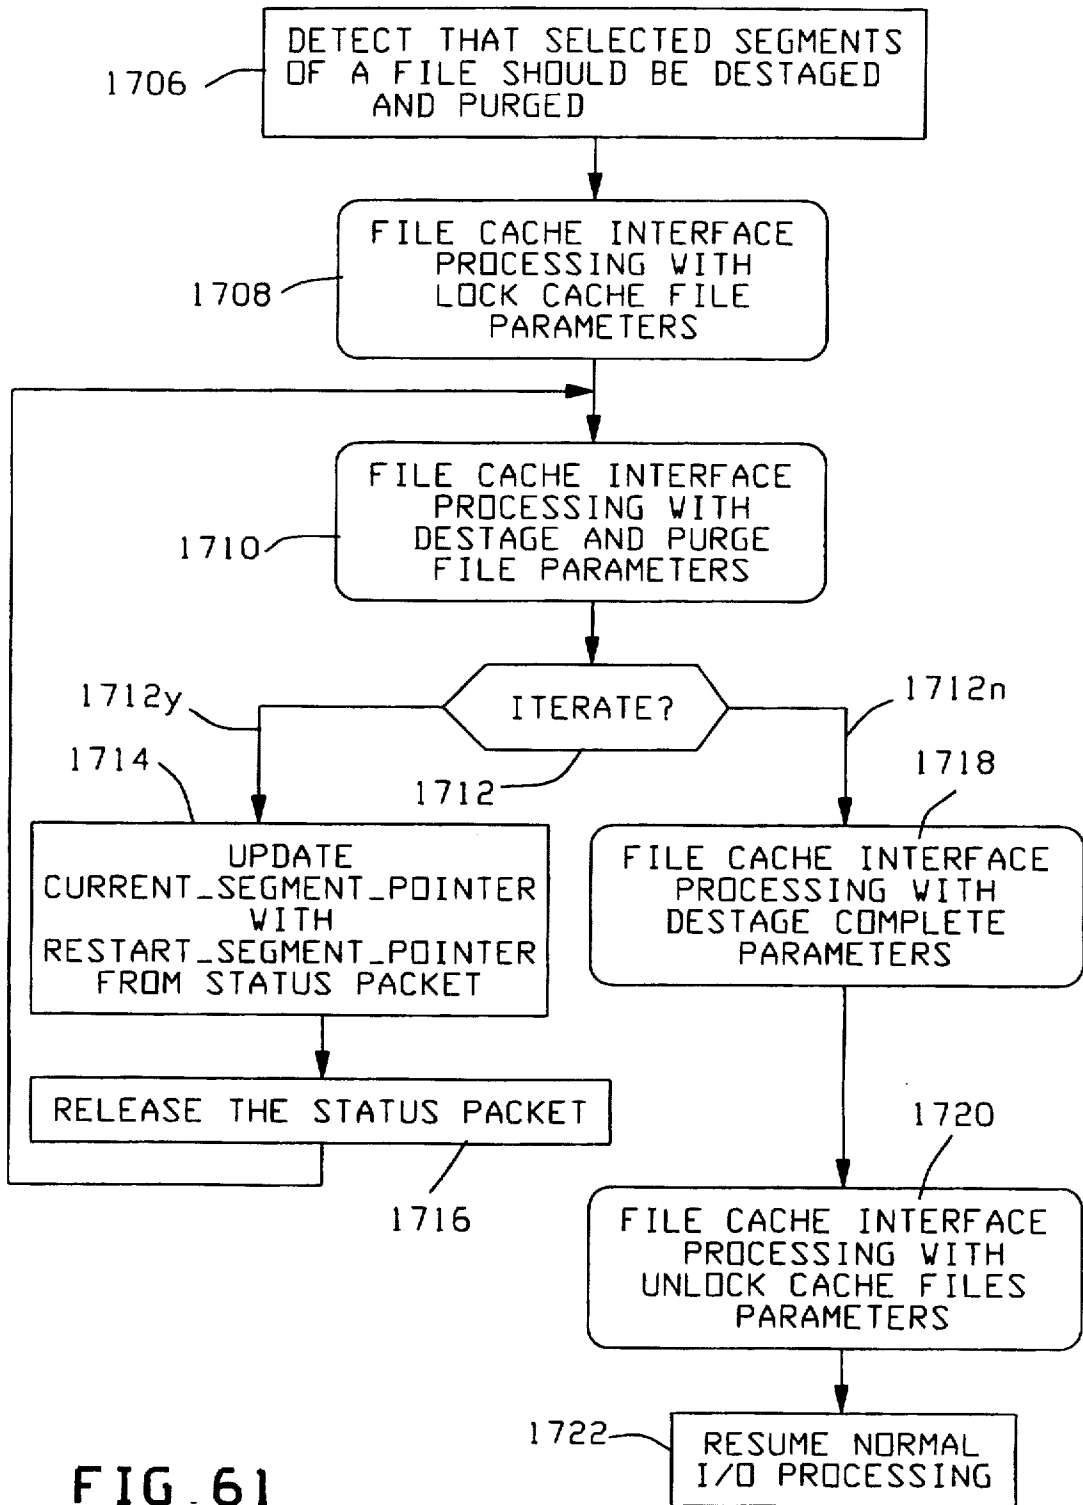 DETECT THAT SELECTED SEGMENTS
OF A FILE SHOULD BE DESTAGED
AND PURGED
1706
FILE CACHE INTERFACE
PROCESSING WITH
LOCK CACHE FILE
PARAMETERS
1708
FILE CACHE INTERFACE
PROCESSING WITH
DESTAGE AND PURGE
FILE PARAMETERS
1710
ITERATE?
1712y
1712n
1712
1714
1718
UPDATE
CURRENT_SEGMENT_POINTER
WITH
RESTART_SEGMENT_POINTER
FROM STATUS PACKET
FILE CACHE INTERFACE
PROCESSING WITH
DESTAGE COMPLETE
PARAMETERS
RELEASE THE STATUS PACKET
1716
1720
FILE CACHE INTERFACE
PROCESSING WITH
UNLOCK CACHE FILES
PARAMETERS
1722
RESUME NORMAL
I/O PROCESSING
FIG. 61